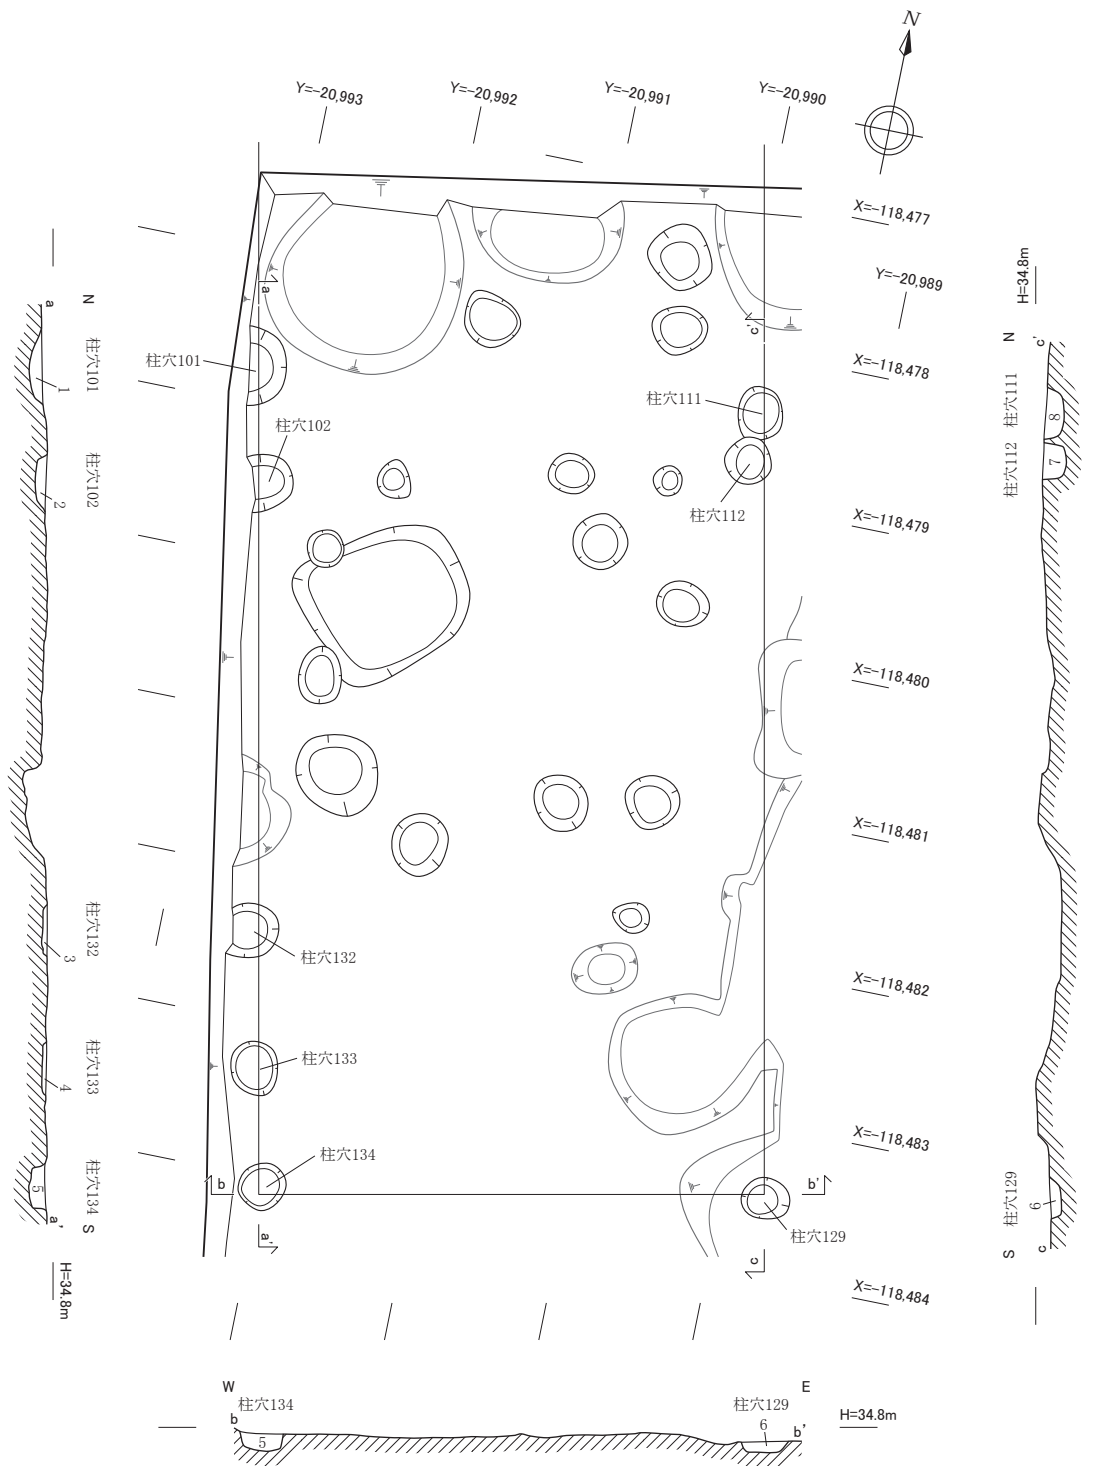 N
Y=-20,993
Y=-20,992
Y=-20,991
Y=-20,990
X=-118,477
Y=-20,989
X=-118,478
X=-118,479
X=-118,480
X=-118,481
X=-118,482
X=-118,483
X=-118,484
a
c'
柱穴101
柱穴102
柱穴111
柱穴112
柱穴132
柱穴133
柱穴134
柱穴129
b
b'
a'
c
a
N
柱穴101
1
柱穴102
2
柱穴132
3
柱穴133
4
柱穴134
5
a'
S
H=34.8m
H=34.8m
N
c'
柱穴111
8
柱穴112
7
柱穴129
6
S
c
W
E
柱穴134
柱穴129
b
5
6
b'
H=34.8m